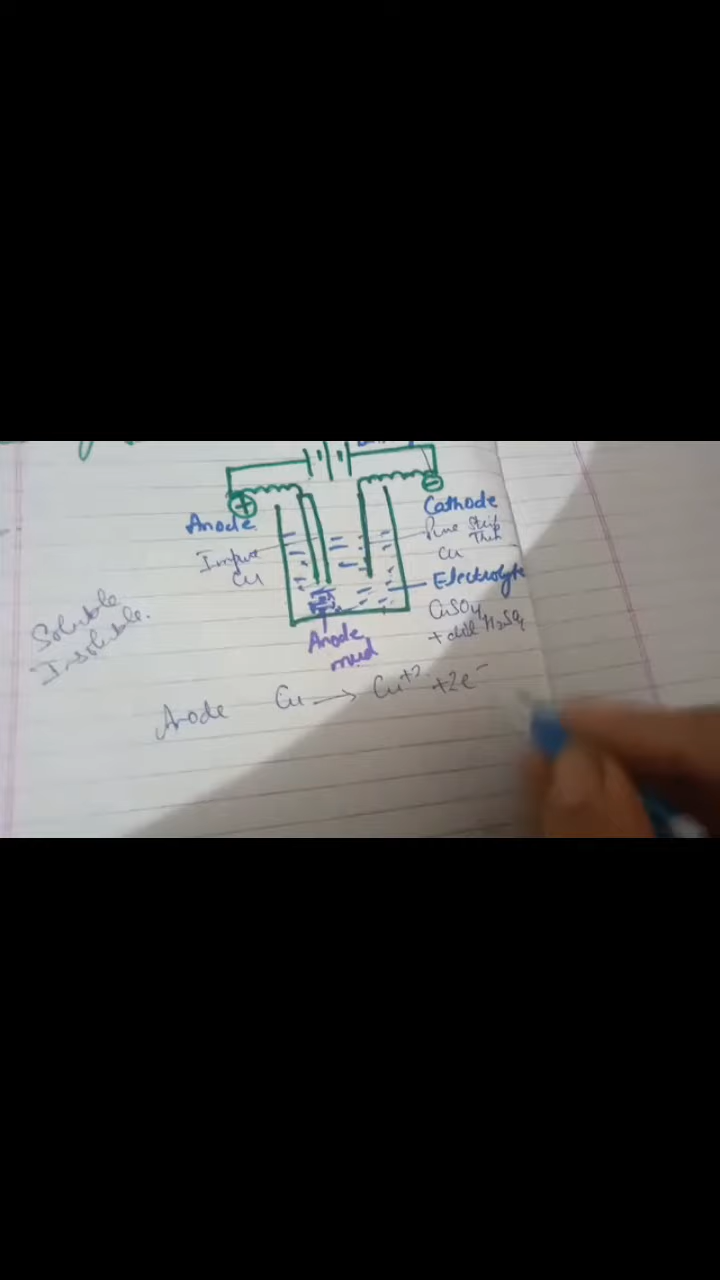 +
-
Anode
Cathode
Impure
Cu
Pure Strip
Thin
Cu
Electrolyte
CuSO4
+ dil H2SO4
Anode
mud
Soluble
Insoluble.
Anode Cu → Cu+2 +2e-